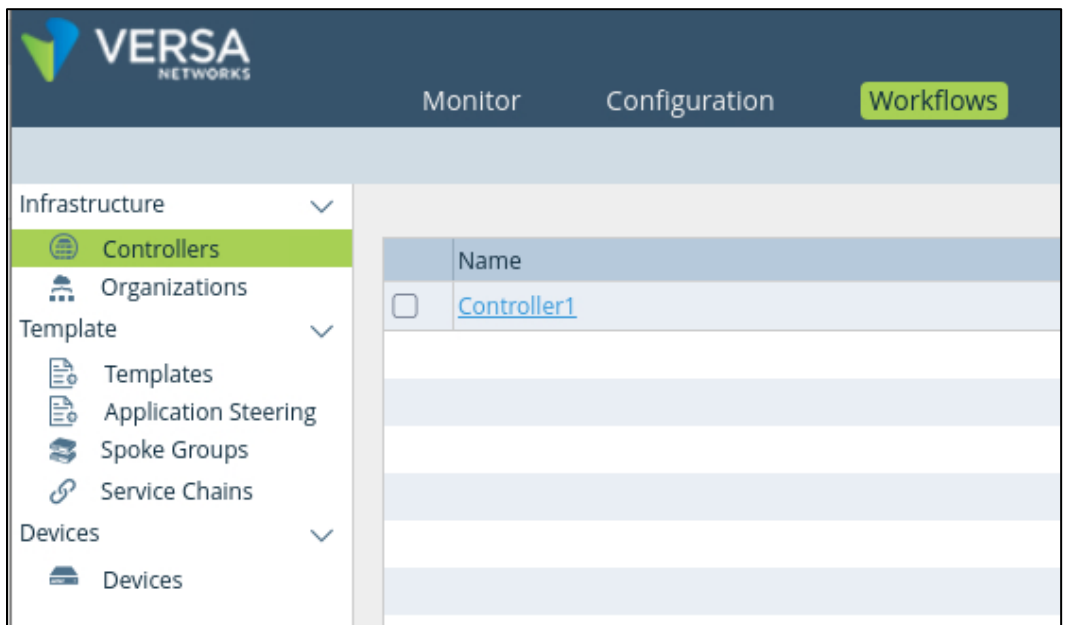 VERSA
NETWORKS
Monitor Configuration Workflows
Infrastructure
Controllers
Organizations
Template
Templates
Application Steering
Spoke Groups
Service Chains
Devices
Devices
Name
Controller1